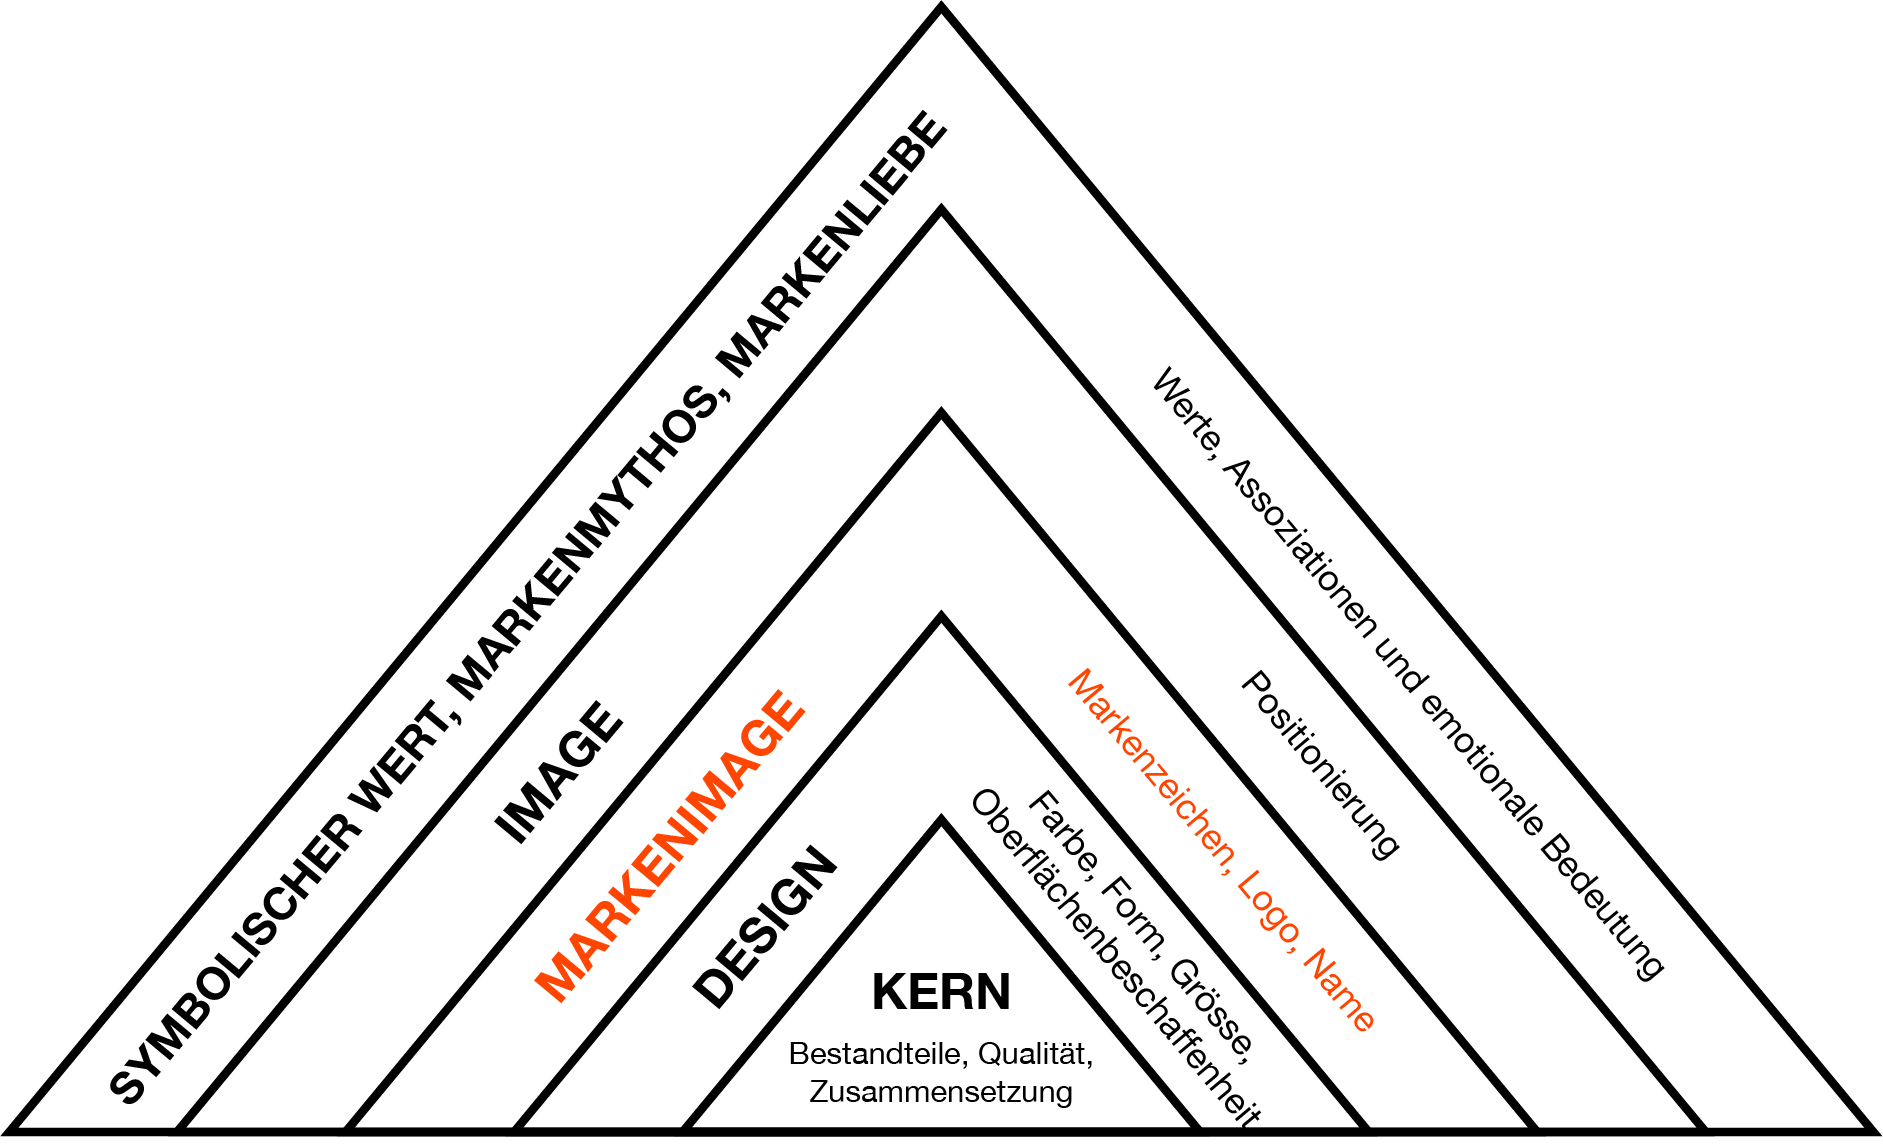 SYMBOLISCHER WERT, MARKENMYTHOS, MARKENLIEBE
Werte, Assoziationen und emotionale Bedeutung
IMAGE
Positionierung
MARKENIMAGE
Markenzeichen, Logo, Name
DESIGN
Farbe, Form, Grösse,
Oberflächenbeschaffenheit
KERN
Bestandteile, Qualität,
Zusammensetzung